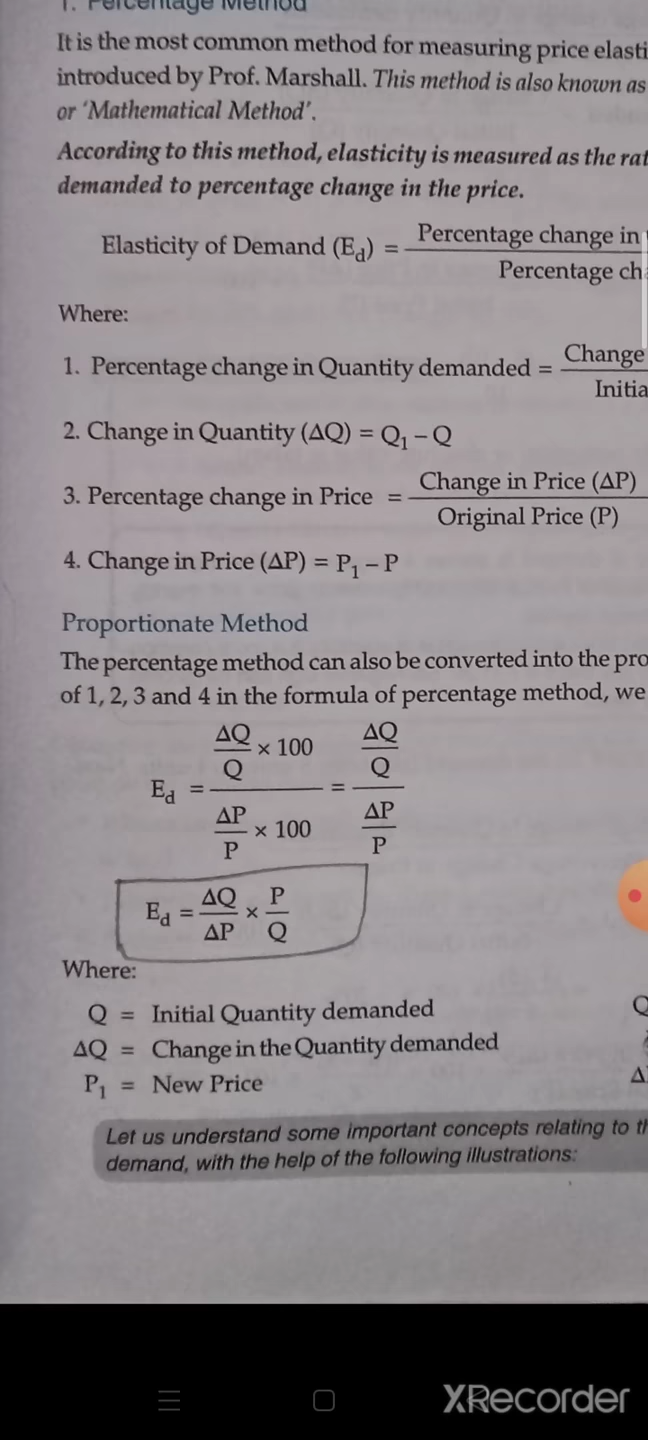 1. Percentage Method
It is the most common method for measuring price elasti
introduced by Prof. Marshall. This method is also known as
or 'Mathematical Method'.
According to this method, elasticity is measured as the rat
demanded to percentage change in the price.
Elasticity of Demand (Ed) = Percentage change in
Percentage ch
Where:
1. Percentage change in Quantity demanded = Change
Initia
2. Change in Quantity (ΔQ) = Q₁ – Q
3. Percentage change in Price = Change in Price (ΔP)
Original Price (P)
4. Change in Price (ΔP) = P₁ – P
Proportionate Method
The percentage method can also be converted into the pro
of 1, 2, 3 and 4 in the formula of percentage method, we
ΔQ/Q × 100 ΔQ/Q
Ed = =
ΔP/P × 100 ΔP/P
Ed = ΔQ/ΔP × P/Q
Where:
Q = Initial Quantity demanded Q
ΔQ = Change in the Quantity demanded
P₁ = New Price Δ
Let us understand some important concepts relating to th
demand, with the help of the following illustrations:
XRecorder